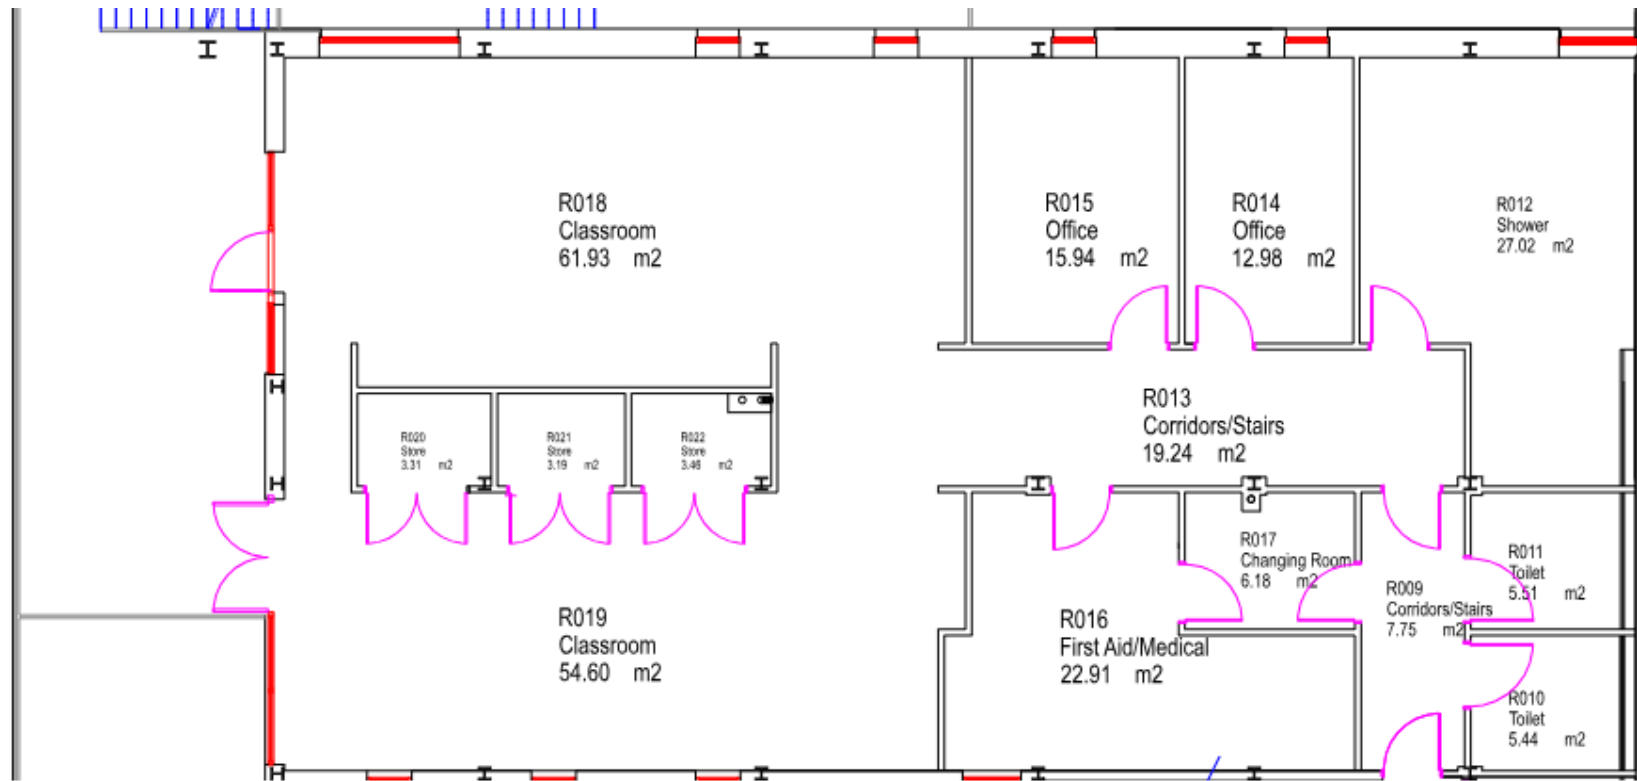 R018
Classroom
61.93 m2
R015
Office
15.94 m2
R014
Office
12.98 m2
R012
Shower
27.02 m2
R013
Corridors/Stairs
19.24 m2
R020
Store
3.31 m2
R021
Store
3.19 m2
R022
Store
3.46 m2
R019
Classroom
54.60 m2
R016
First Aid/Medical
22.91 m2
R017
Changing Room
6.18 m2
R009
Corridors/Stairs
7.75 m2
R011
Toilet
5.51 m2
R010
Toilet
5.44 m2